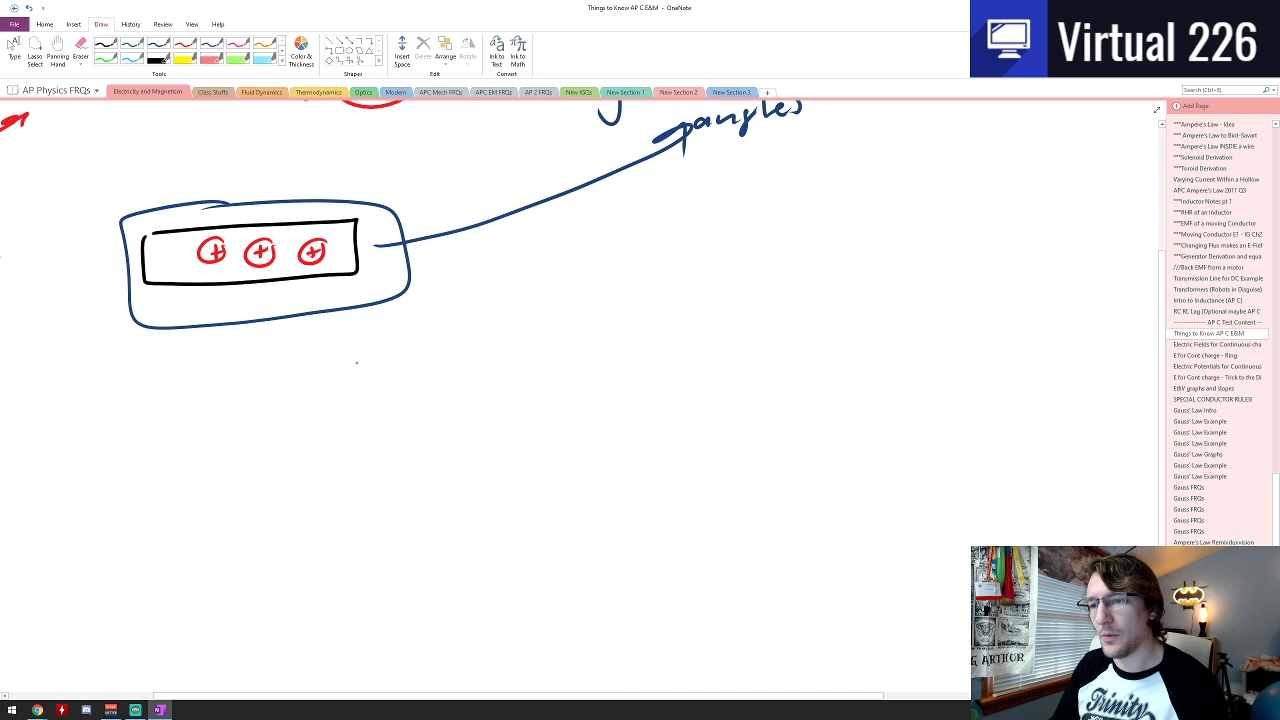 Things to Know AP C E&M - OneNote
Virtual 226
File Home Insert Draw History Review View Help
Type
Lasso Select
Panning Hand
Eraser
Color & Thickness
Insert Space
Delete
Arrange
Rotate
Ink to Text
Ink to Math
Tools
Shapes
Edit
Convert
AP Physics FRQs
Electricity and Magnetism
Class Stuffs
Fluid Dynamics
Thermodynamics
Optics
Modern
APC Mech FRQs
APC EM FRQs
AP 2 FRQs
New IGQs
New Section 1
New Section 2
New Section 3
+
Search (Ctrl+E)
Add Page
+ + +
***Ampere's Law - Idea
*** Ampere's Law to Biot-Savart
***Ampere's Law INSDIE a wire
***Solenoid Derivation
***Toroid Derivation
Varying Current Within a Hollow
APC Ampere's Law 2011 Q3
***Inductor Notes pt 1
***RHR of an Inductor
***EMF of a moving Conductor
***Moving Conductor E1 - IG Ch2
***Changing Flux makes an E-Fiel
***Generator Derivation and equa
///Back EMF from a motor
Transmission Line for DC Example
Transformers (Robots in Disguise)
Intro to Inductance (AP C)
RC RL Lag (Optional maybe AP C
------------- AP C Test Content --
Things to Know AP C E&M
Electric Fields for Continuous cha
E for Cont charge - Ring
Electric Potentials for Continuous
E for Cont charge - Trick to the Di
E&V graphs and slopes
SPECIAL CONDUCTOR RULES!
Gauss' Law Intro
Gauss' Law Example
Gauss' Law Example
Gauss' Law Example
Gauss' Law Graphs
Gauss' Law Example
Gauss' Law Example
Gauss FRQs
Gauss FRQs
Gauss FRQs
Gauss FRQs
Gauss FRQs
Ampere's Law Remixduxvision
G ARTHUR
Trinity